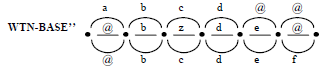 a b c d @ @
WTN-BASE’’ @ b z d e @
@ b c d e f